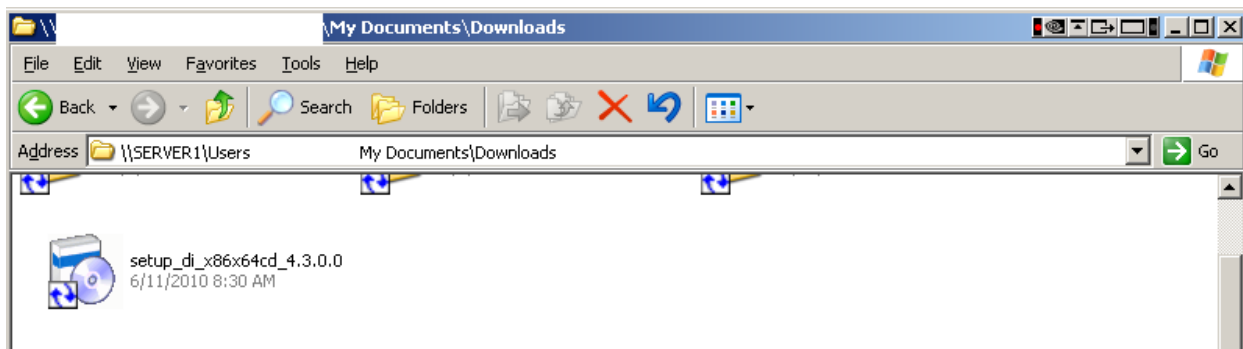 \\ \My Documents\Downloads
File Edit View Favorites Tools Help
Back Search Folders
Address \\SERVER1\Users My Documents\Downloads Go
setup_di_x86x64cd_4.3.0.0
6/11/2010 8:30 AM